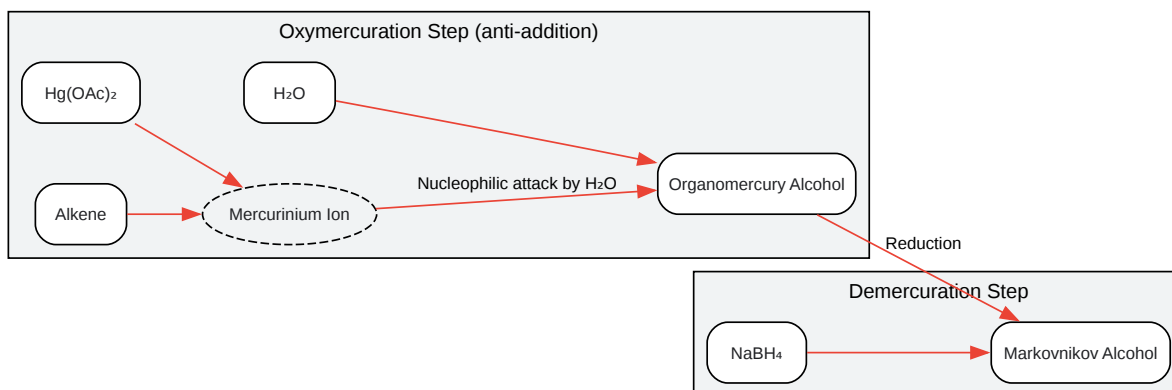 Oxymercuration Step (anti-addition)
Hg(OAc)₂
H₂O
Alkene
Mercurinium Ion
Nucleophilic attack by H₂O
Organomercury Alcohol
Reduction
Demercuration Step
NaBH₄
Markovnikov Alcohol